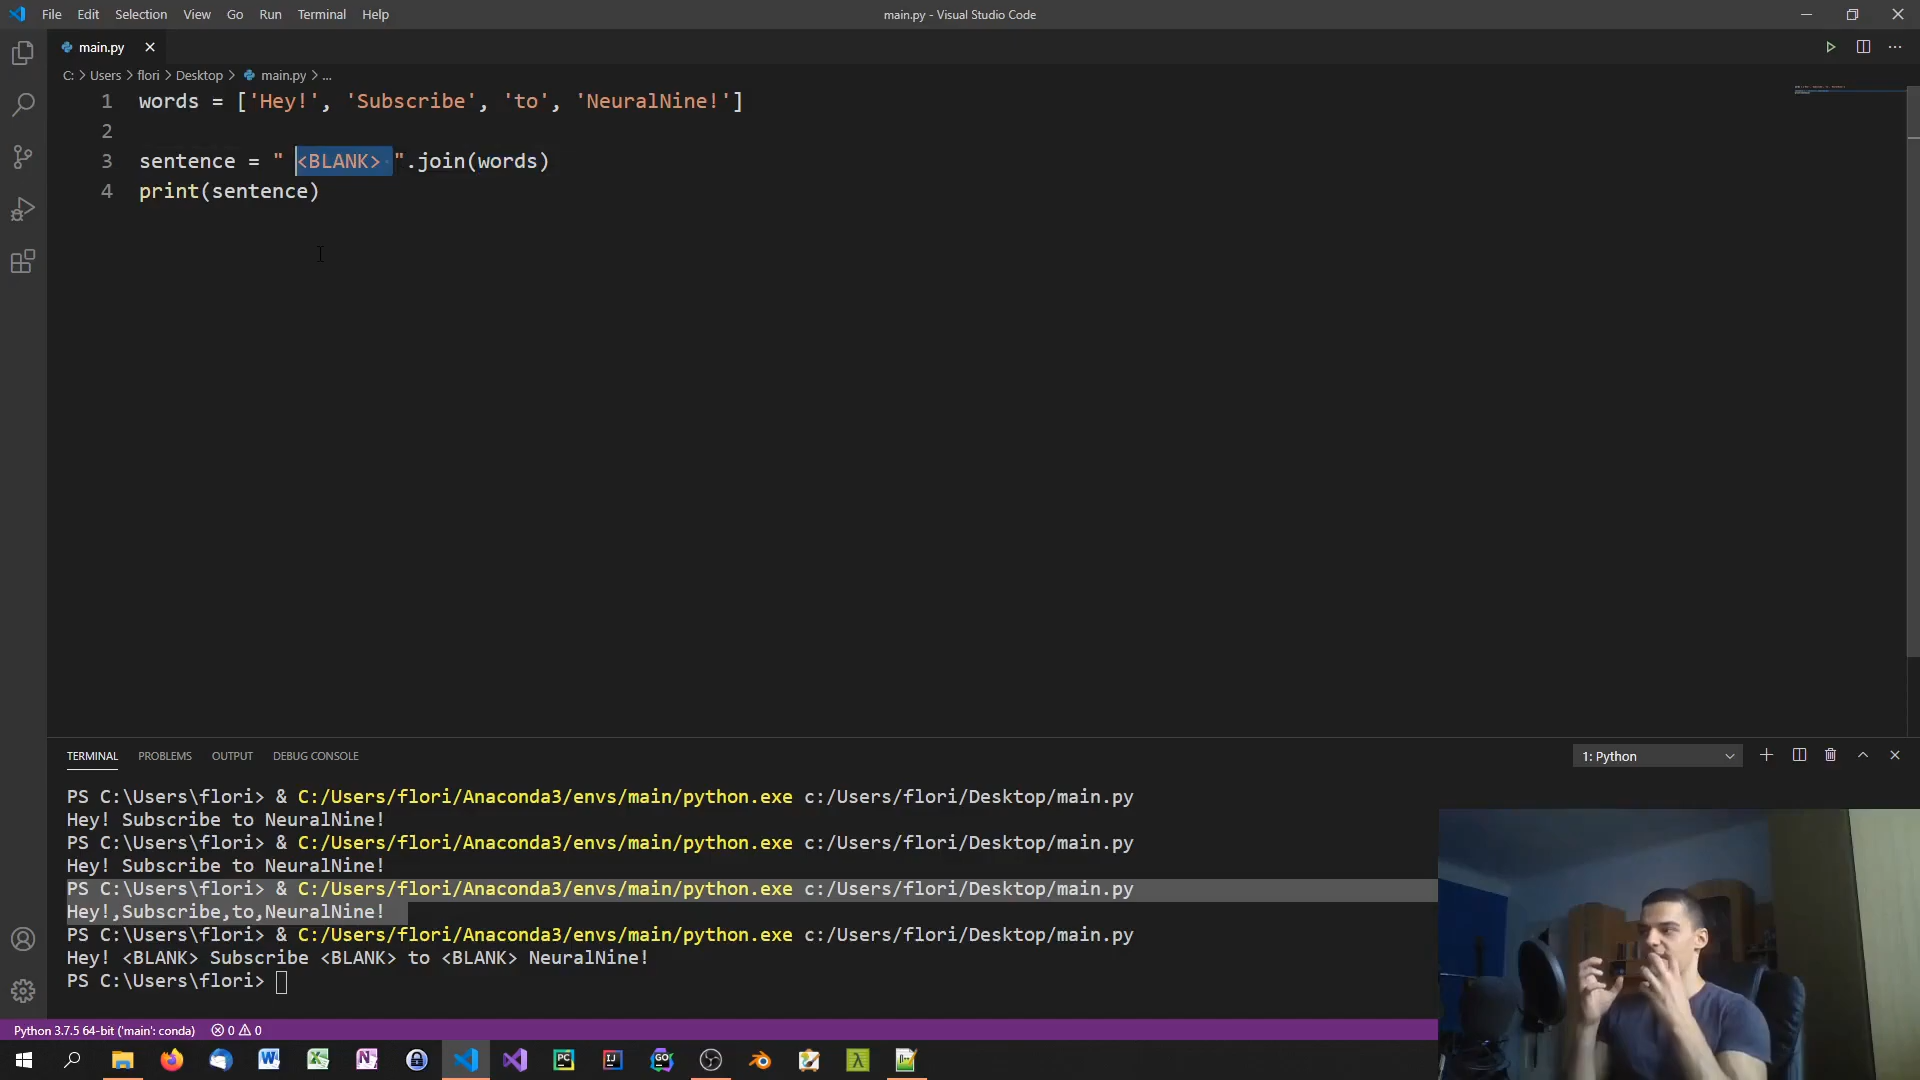 File Edit Selection View Go Run Terminal Help
main.py - Visual Studio Code
main.py
C: > Users > flori > Desktop > main.py > ...
1 words = ['Hey!', 'Subscribe', 'to', 'NeuralNine!']
2
3 sentence = " <BLANK> ".join(words)
4 print(sentence)
TERMINAL PROBLEMS OUTPUT DEBUG CONSOLE
1: Python
PS C:\Users\flori> & C:/Users/flori/Anaconda3/envs/main/python.exe c:/Users/flori/Desktop/main.py
Hey! Subscribe to NeuralNine!
PS C:\Users\flori> & C:/Users/flori/Anaconda3/envs/main/python.exe c:/Users/flori/Desktop/main.py
Hey! Subscribe to NeuralNine!
PS C:\Users\flori> & C:/Users/flori/Anaconda3/envs/main/python.exe c:/Users/flori/Desktop/main.py
Hey!,Subscribe,to,NeuralNine!
PS C:\Users\flori> & C:/Users/flori/Anaconda3/envs/main/python.exe c:/Users/flori/Desktop/main.py
Hey! <BLANK> Subscribe <BLANK> to <BLANK> NeuralNine!
PS C:\Users\flori>
Python 3.7.5 64-bit ('main': conda) 0 0